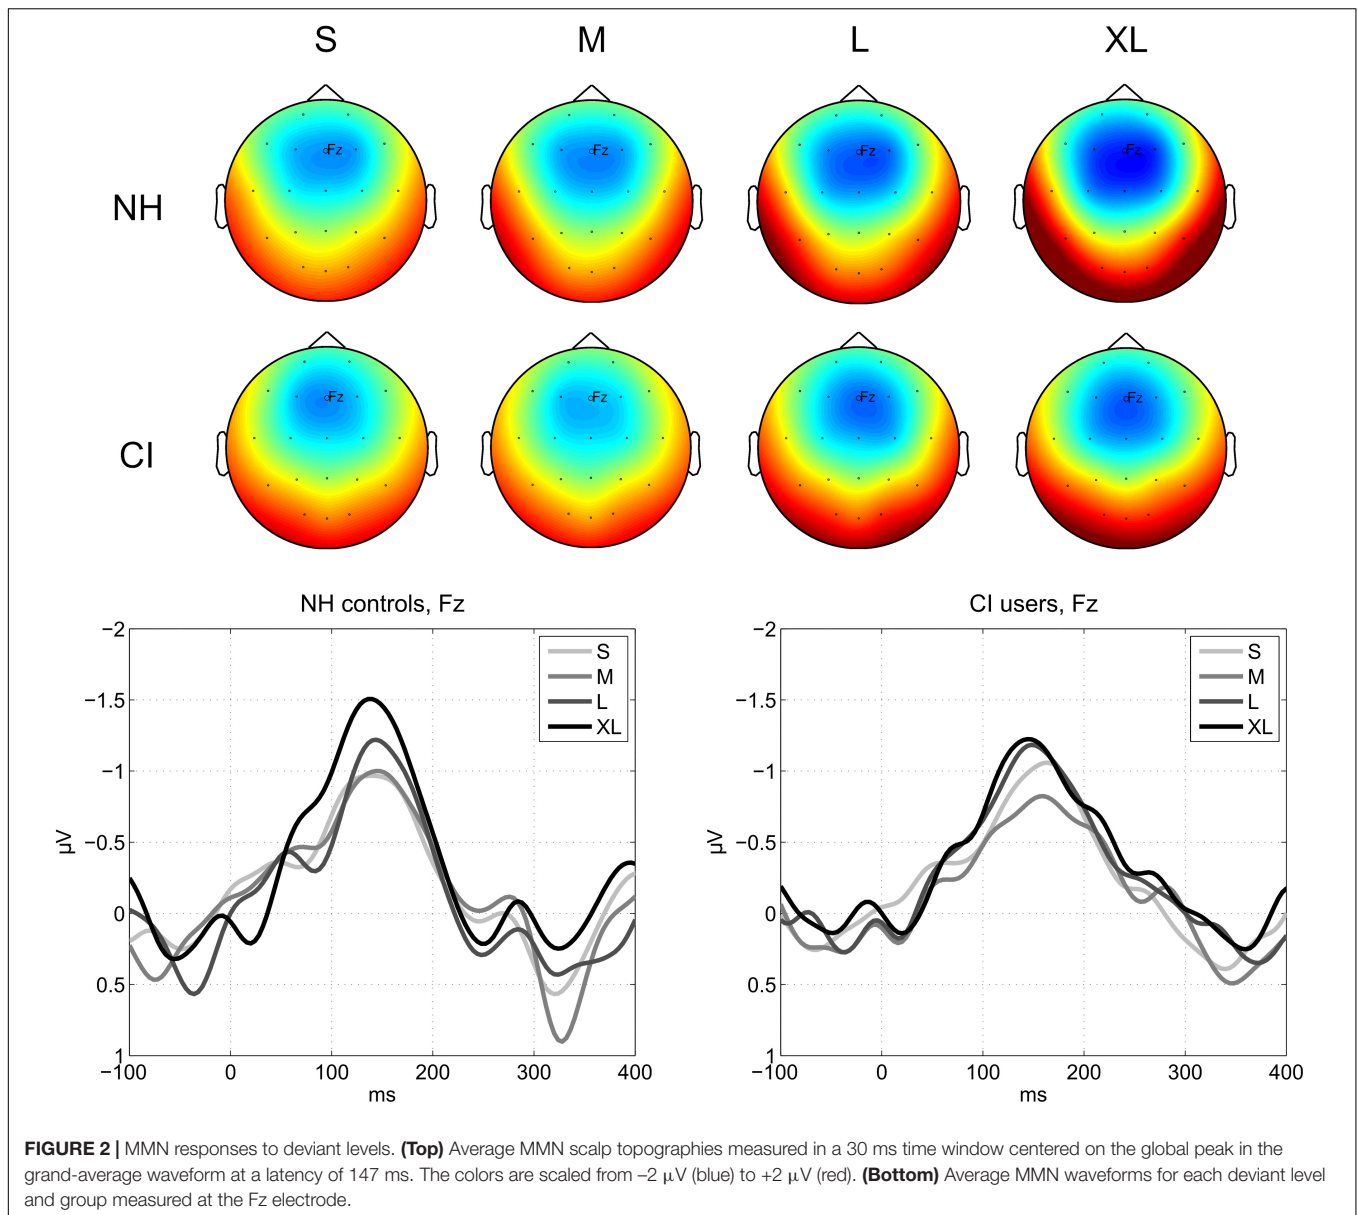 S M L XL
NH
Fz Fz Fz Fz
CI
Fz Fz Fz Fz
NH controls, Fz
−2
−1.5
−1
−0.5
0
0.5
1
µV
S
M
L
XL
−100 0 100 200 300 400
ms
CI users, Fz
−2
−1.5
−1
−0.5
0
0.5
1
µV
S
M
L
XL
−100 0 100 200 300 400
ms
FIGURE 2 | MMN responses to deviant levels. (Top) Average MMN scalp topographies measured in a 30 ms time window centered on the global peak in the
grand-average waveform at a latency of 147 ms. The colors are scaled from –2 µV (blue) to +2 µV (red). (Bottom) Average MMN waveforms for each deviant level
and group measured at the Fz electrode.